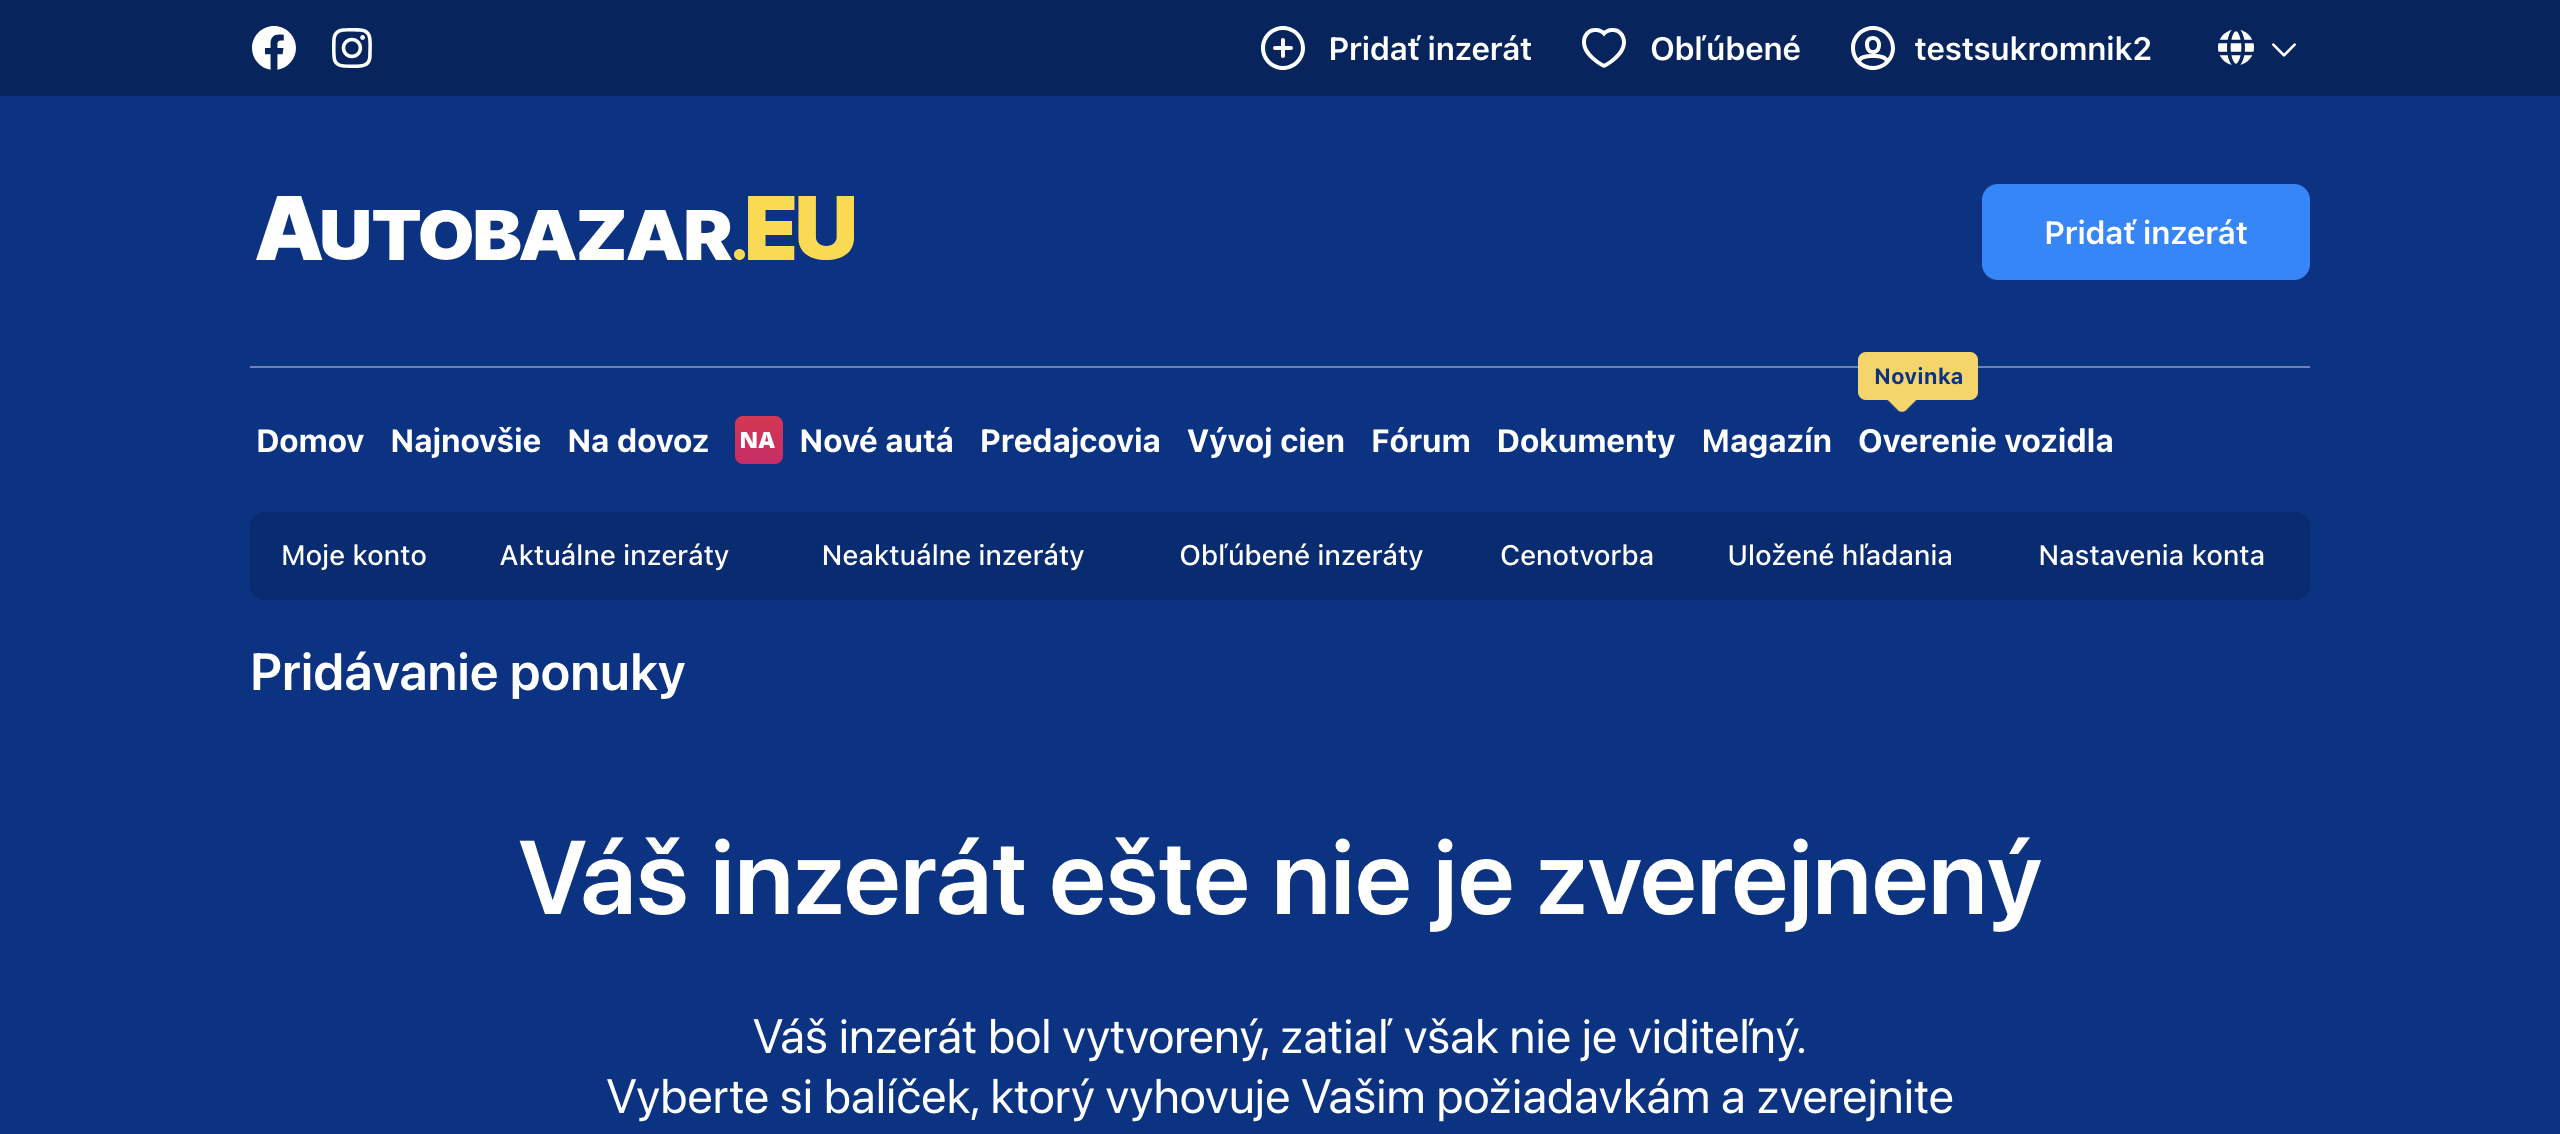 Pridať inzerát Obľúbené testsukromnik2
AUTOBAZAR.EU
Pridať inzerát
Novinka
Domov Najnovšie Na dovoz NA Nové autá Predajcovia Vývoj cien Fórum Dokumenty Magazín Overenie vozidla
Moje konto Aktuálne inzeráty Neaktuálne inzeráty Obľúbené inzeráty Cenotvorba Uložené hľadania Nastavenia konta
Pridávanie ponuky
Váš inzerát ešte nie je zverejnený
Váš inzerát bol vytvorený, zatiaľ však nie je viditeľný.
Vyberte si balíček, ktorý vyhovuje Vašim požiadavkám a zverejnite